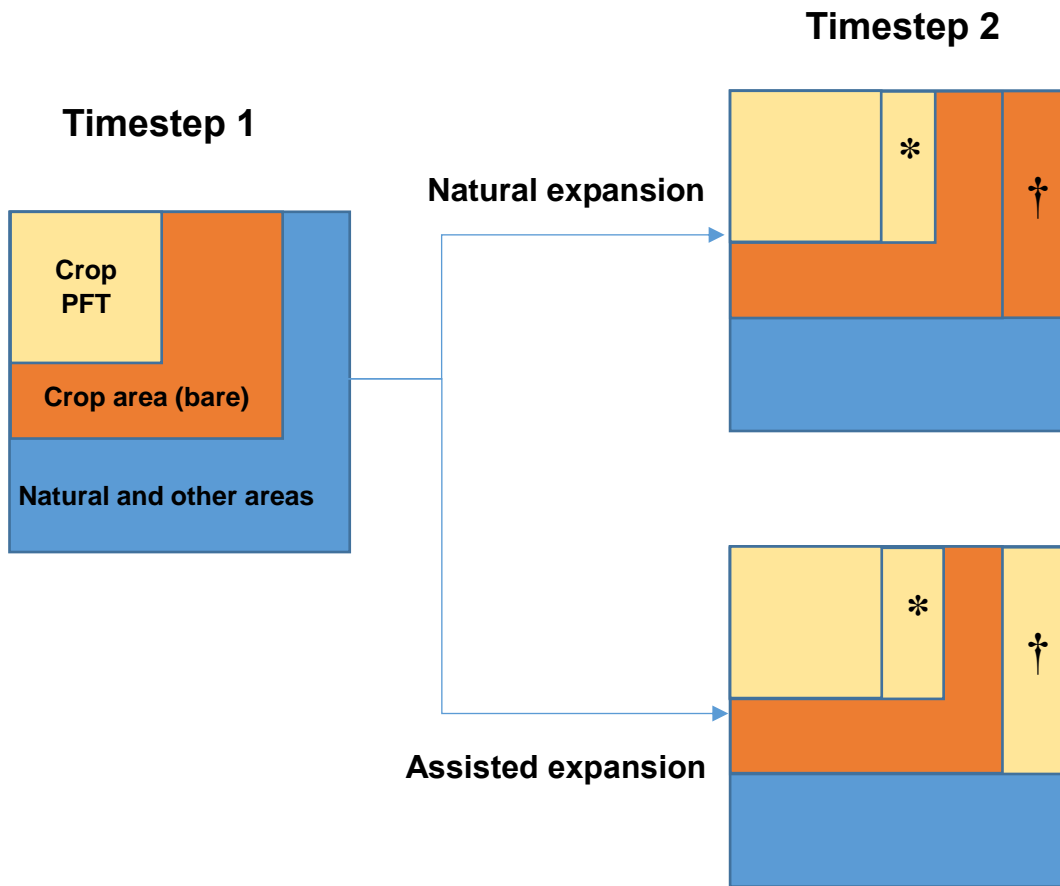 Timestep 2
Timestep 1
Natural expansion
*
†
Crop
PFT
Crop area (bare)
Natural and other areas
*
†
Assisted expansion